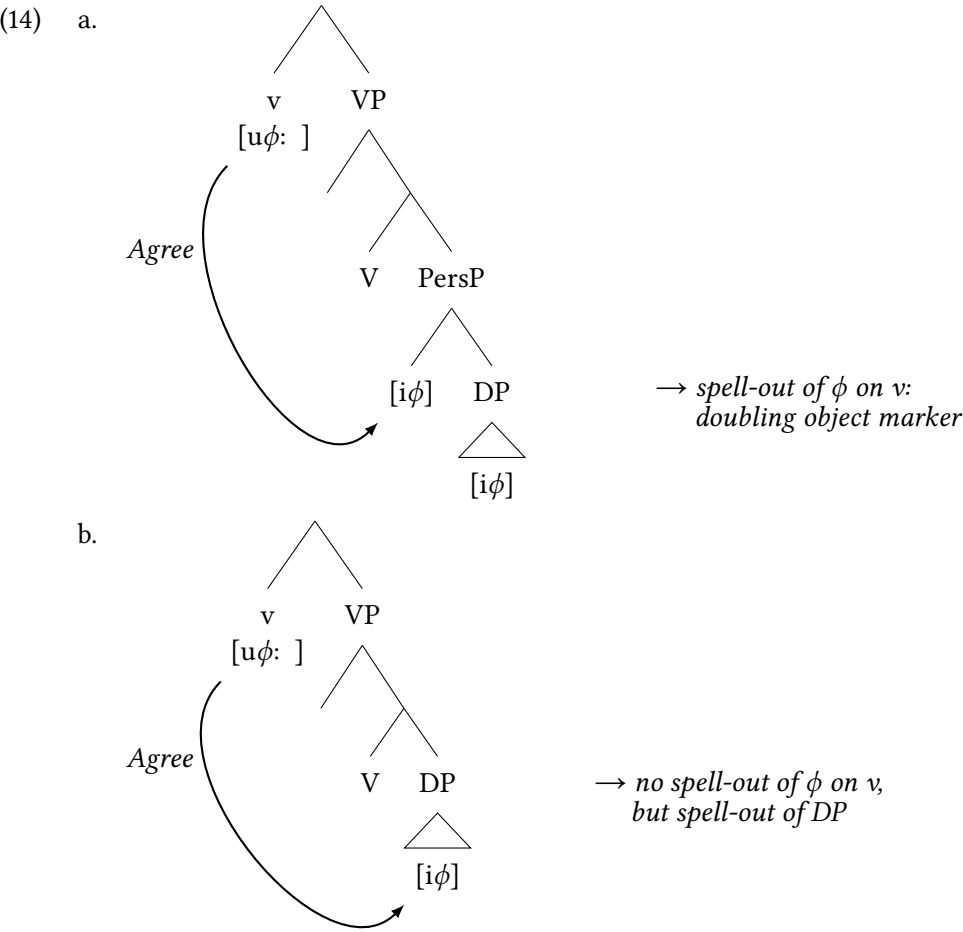 (14) a.
v VP
[uϕ: ]
Agree
V PersP
[iϕ] DP
→ spell-out of ϕ on v:
doubling object marker
[iϕ]
b.
v VP
[uϕ: ]
Agree
V DP
→ no spell-out of ϕ on v,
but spell-out of DP
[iϕ]